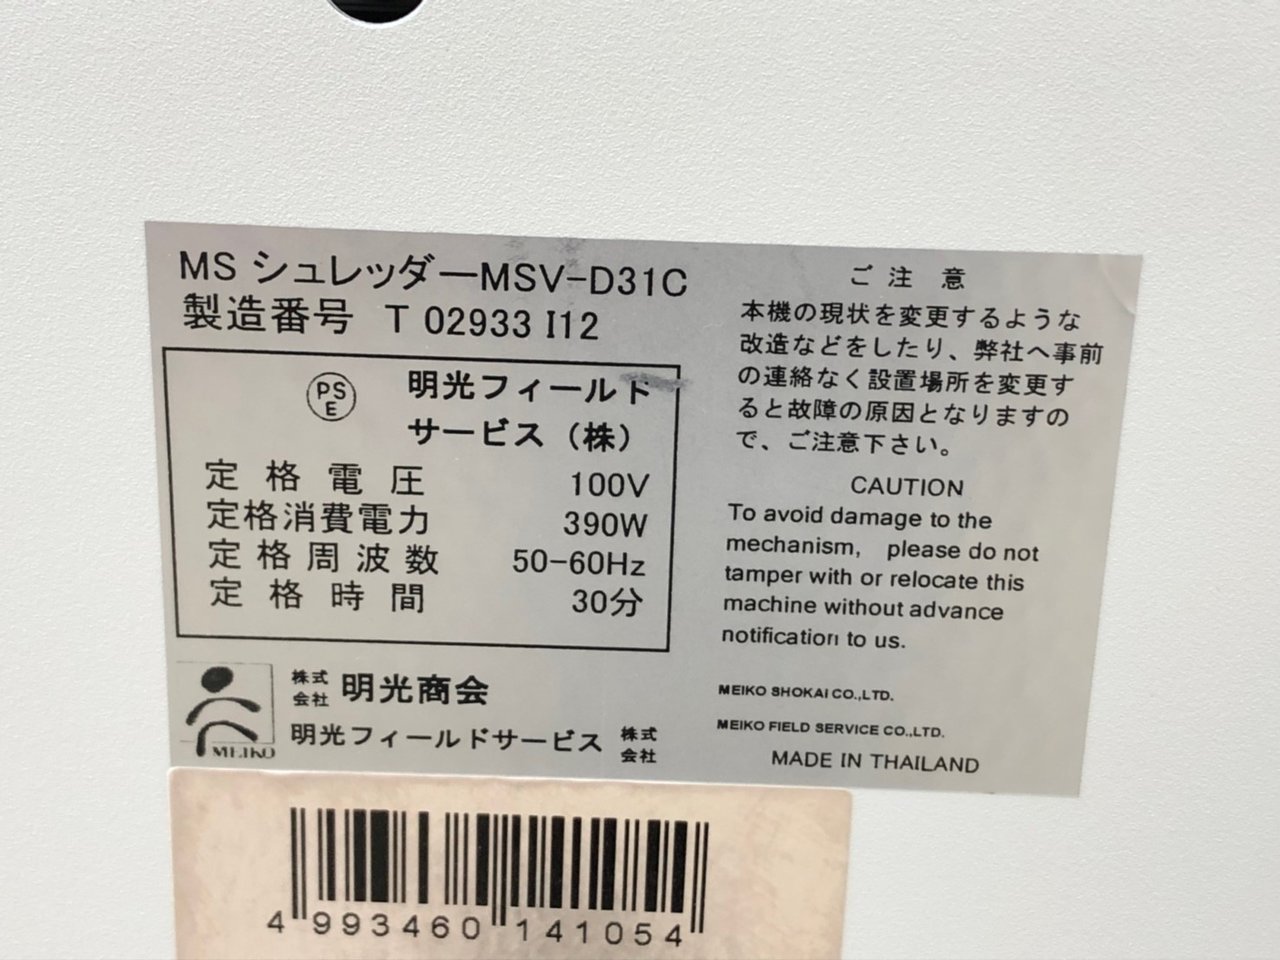 MS シュレッダーMSV-D31C
製造番号 T 02933 I12
PS
E
明光フィールド
サービス（株）
定格電圧 100V
定格消費電力 390W
定格周波数 50-60Hz
定格時間 30分
MEIKO
株式
会社 明光商会
明光フィールドサービス 株式
会社
ご注意
本機の現状を変更するような
改造などをしたり、弊社へ事前
の連絡なく設置場所を変更す
ると故障の原因となりますの
で、ご注意下さい。
CAUTION
To avoid damage to the
mechanism, please do not
tamper with or relocate this
machine without advance
notification to us.
MEIKO SHOKAI CO.,LTD.
MEIKO FIELD SERVICE CO.,LTD.
MADE IN THAILAND
4 993460 141054